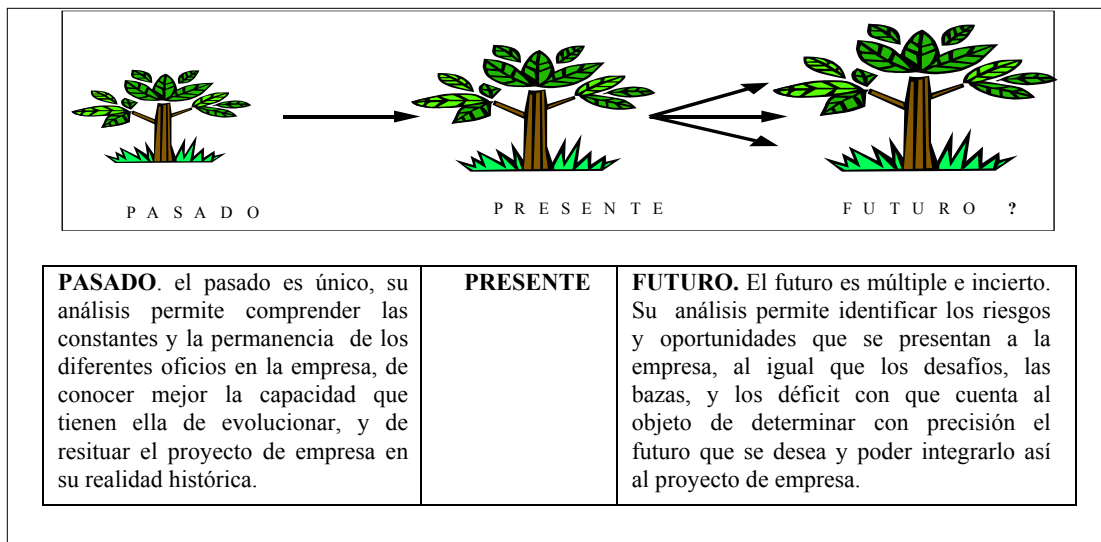 P A S A D O
P R E S E N T E
F U T U R O ?
PASADO. el pasado es único, su
análisis permite comprender las
constantes y la permanencia de los
diferentes oficios en la empresa, de
conocer mejor la capacidad que
tienen ella de evolucionar, y de
resituar el proyecto de empresa en
su realidad histórica.
PRESENTE
FUTURO. El futuro es múltiple e incierto.
Su análisis permite identificar los riesgos
y oportunidades que se presentan a la
empresa, al igual que los desafíos, las
bazas, y los déficit con que cuenta al
objeto de determinar con precisión el
futuro que se desea y poder integrarlo así
al proyecto de empresa.